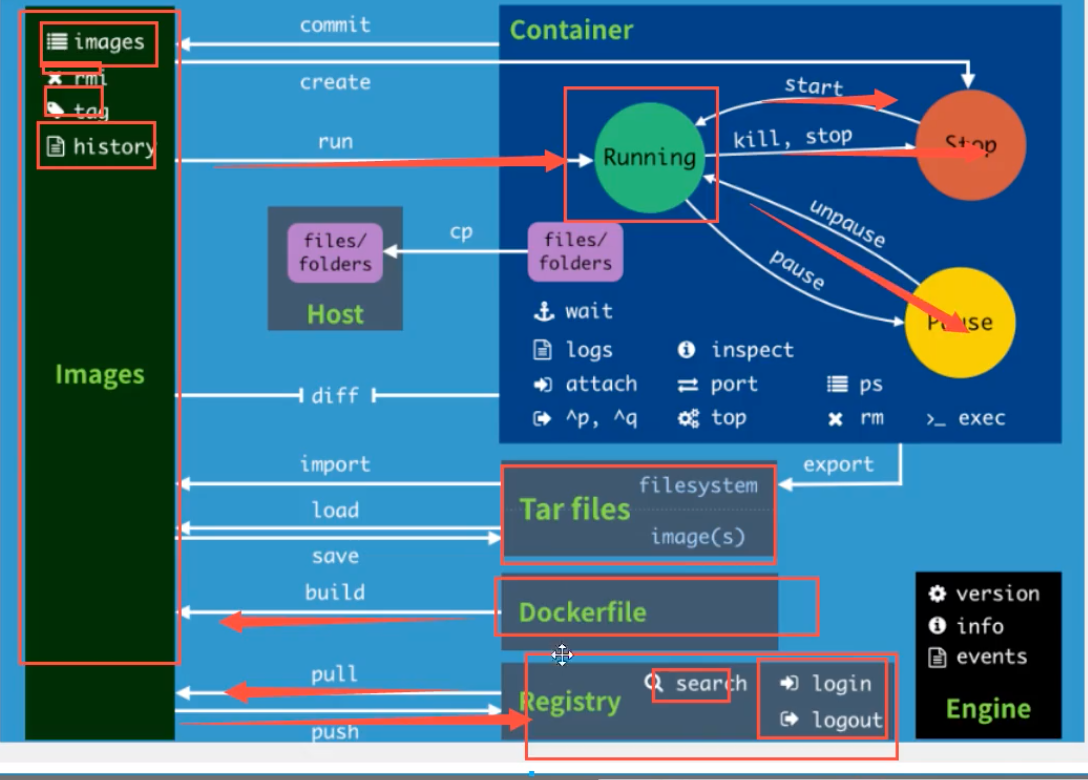 images
rmi
tag
history
Images
commit
create
run
Container
Running
start
kill, stop
Stop
unpause
pause
Pause
files/
folders
Host
cp
files/
folders
wait
logs
inspect
attach
port
ps
^p, ^q
top
rm
>_ exec
diff
import
load
save
build
pull
push
export
Tar files
filesystem
image(s)
Dockerfile
Registry
search
login
logout
version
info
events
Engine